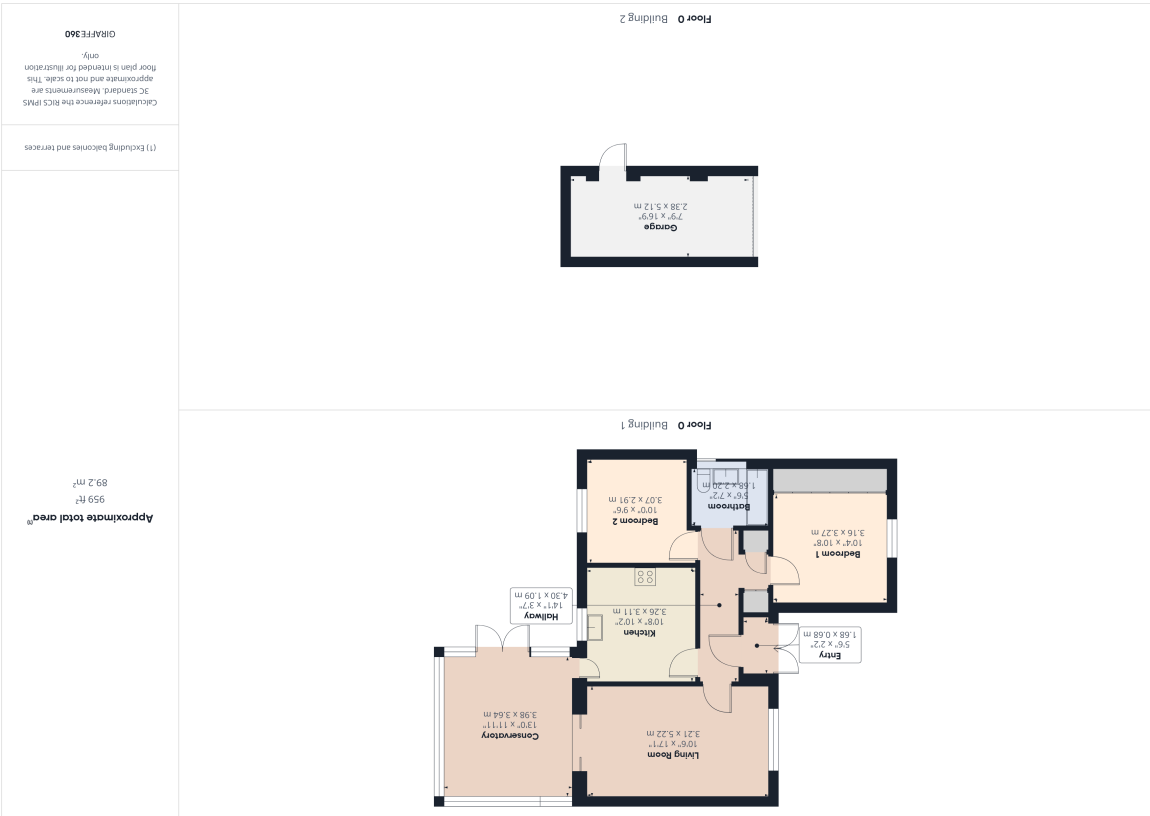 Living Room
10'6" x 17'1"
3.21 x 5.22 m
Conservatory
13'0" x 11'11"
3.98 x 3.64 m
Entry
5'6" x 2'2"
1.68 x 0.68 m
Kitchen
10'8" x 10'2"
3.26 x 3.11 m
Hallway
14'1" x 3'7"
4.30 x 1.09 m
Bedroom 1
10'4" x 10'8"
3.16 x 3.27 m
Bathroom
5'6" x 7'2"
1.68 x 2.20 m
Bedroom 2
10'0" x 9'6"
3.07 x 2.91 m
Floor 0 Building 1
Garage
7'9" x 16'9"
2.38 x 5.12 m
Floor 0 Building 2
Approximate total area(1)
959 ft²
89.2 m²
(1) Excluding balconies and terraces
Calculations reference the RICS IPMS
3C standard. Measurements are
approximate and not to scale. This
floor plan is intended for illustration
only.
GIRAFFE360